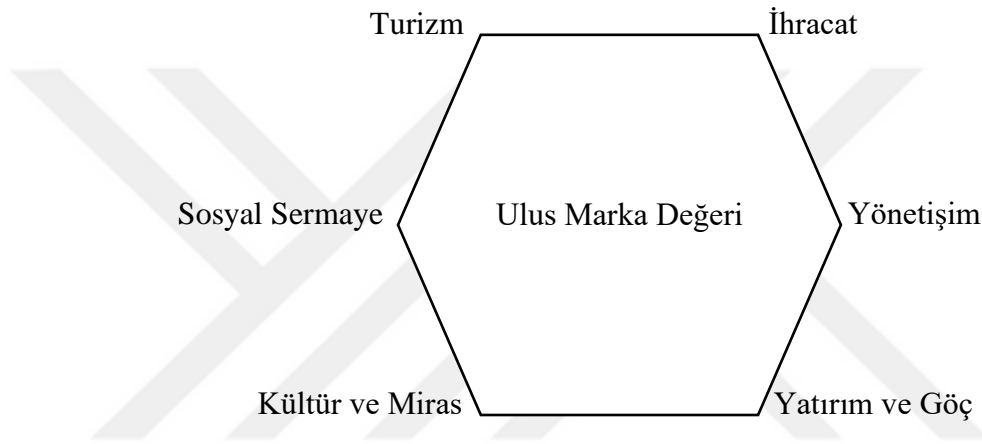 Turizm
İhracat
Sosyal Sermaye
Ulus Marka Değeri
Yönetişim
Kültür ve Miras
Yatırım ve Göç